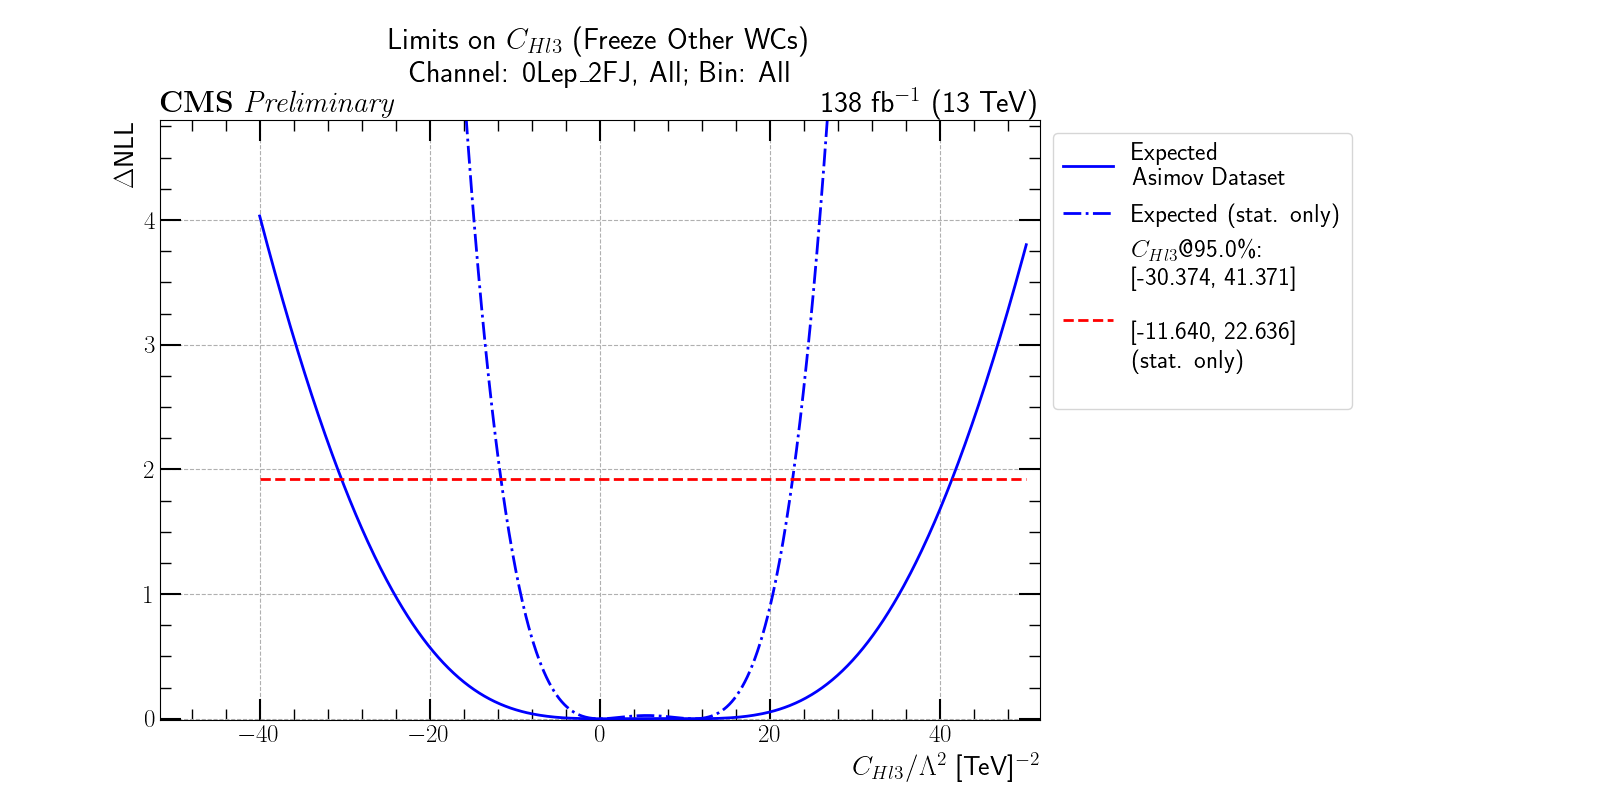 Limits on C_{Hl3} (Freeze Other WCs)
Channel: 0Lep_2FJ, All; Bin: All
CMS Preliminary
138 fb^{-1} (13 TeV)
ΔNLL
4
3
2
1
0
−40
−20
0
20
40
C_{Hl3}/Λ^2 [TeV]^{-2}
Expected
Asimov Dataset
Expected (stat. only)
C_{Hl3}@95.0%:
[-30.374, 41.371]
[-11.640, 22.636]
(stat. only)